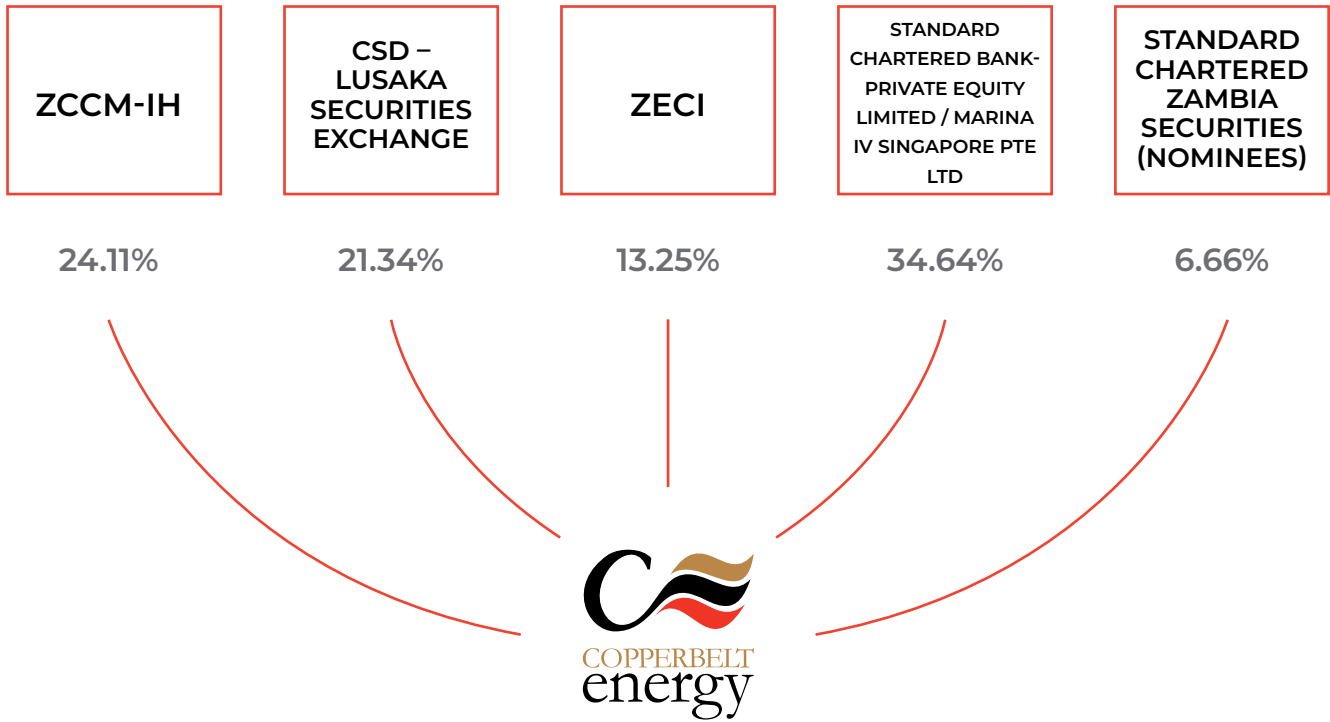 ZCCM-IH
CSD –
LUSAKA
SECURITIES
EXCHANGE
ZECI
STANDARD
CHARTERED BANK-
PRIVATE EQUITY
LIMITED / MARINA
IV SINGAPORE PTE
LTD
STANDARD
CHARTERED
ZAMBIA
SECURITIES
(NOMINEES)
24.11%
21.34%
13.25%
34.64%
6.66%
COPPERBELT
energy